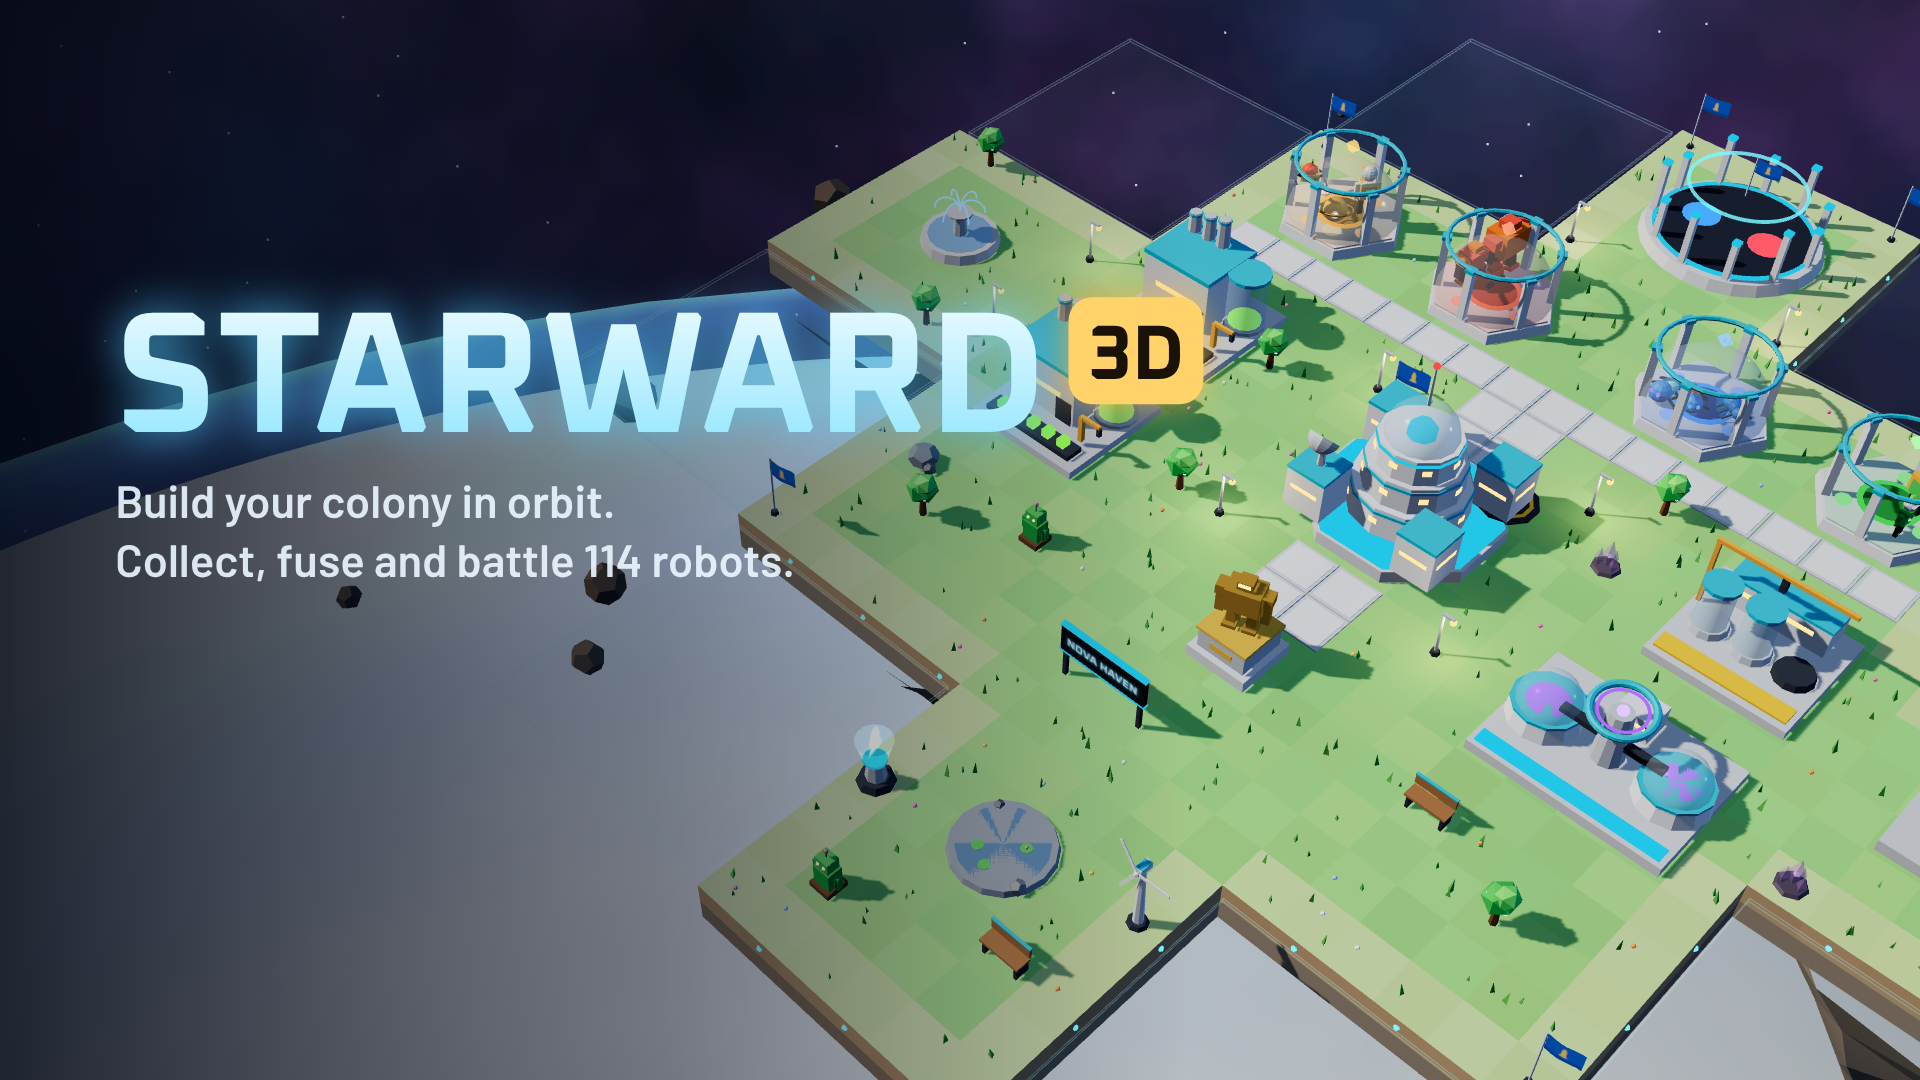 STARWARD 3D
Build your colony in orbit.
Collect, fuse and battle 114 robots.
NOVA HAVEN